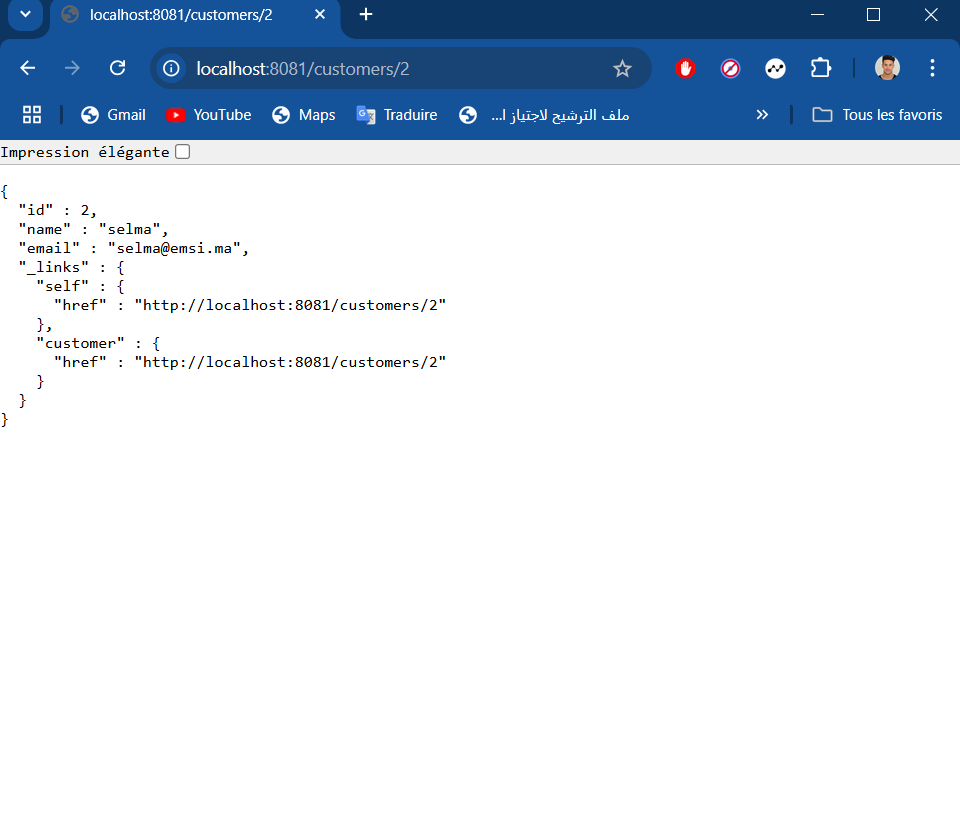 localhost:8081/customers/2
localhost:8081/customers/2
Gmail YouTube Maps Traduire ملف الترشيح لاجتياز ا... Tous les favoris
Impression élégante
{
  "id" : 2,
  "name" : "selma",
  "email" : "selma@emsi.ma",
  "_links" : {
    "self" : {
      "href" : "http://localhost:8081/customers/2"
    },
    "customer" : {
      "href" : "http://localhost:8081/customers/2"
    }
  }
}